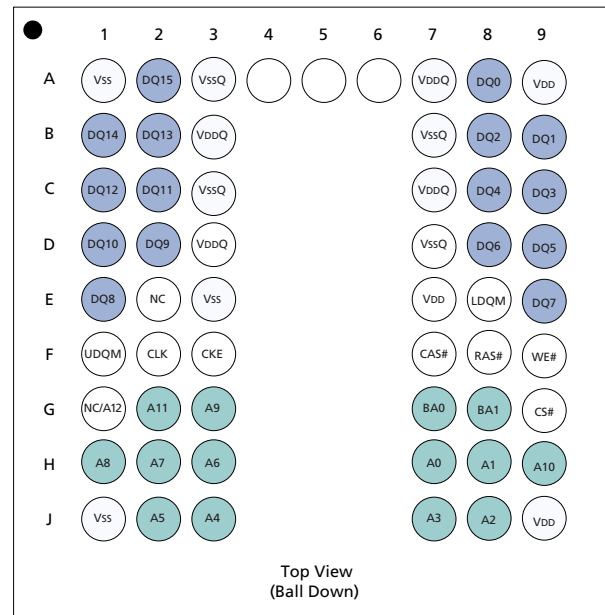 1 2 3 4 5 6 7 8 9
A Vss DQ15 VssQ VDDQ DQ0 VDD
B DQ14 DQ13 VDDQ VssQ DQ2 DQ1
C DQ12 DQ11 VssQ VDDQ DQ4 DQ3
D DQ10 DQ9 VDDQ VssQ DQ6 DQ5
E DQ8 NC Vss VDD LDQM DQ7
F UDQM CLK CKE CAS# RAS# WE#
G NC/A12 A11 A9 BA0 BA1 CS#
H A8 A7 A6 A0 A1 A10
J Vss A5 A4 A3 A2 VDD
Top View
(Ball Down)